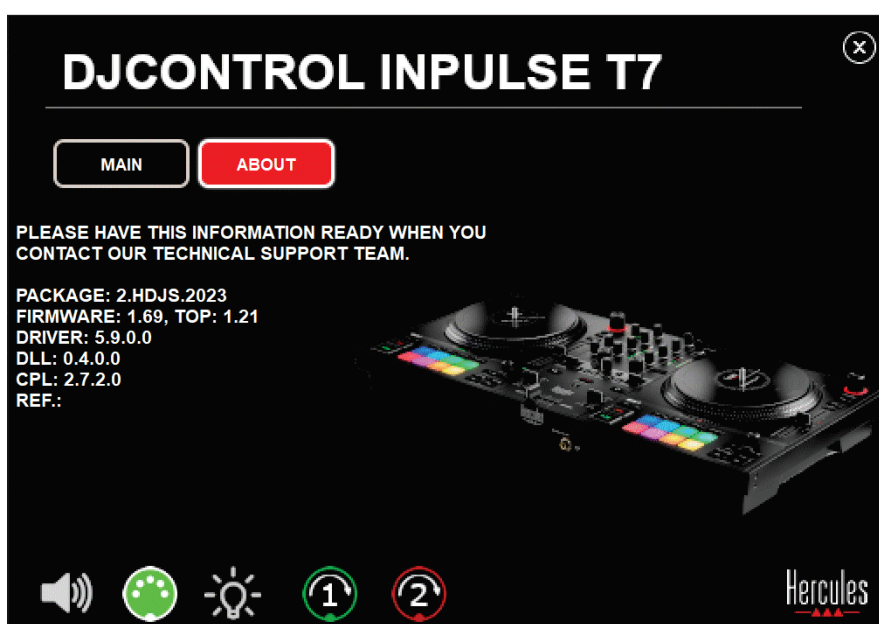 DJCONTROL INPULSE T7
MAIN
ABOUT
PLEASE HAVE THIS INFORMATION READY WHEN YOU
CONTACT OUR TECHNICAL SUPPORT TEAM.
PACKAGE: 2.HDJS.2023
FIRMWARE: 1.69, TOP: 1.21
DRIVER: 5.9.0.0
DLL: 0.4.0.0
CPL: 2.7.2.0
REF.:
1
2
Hercules